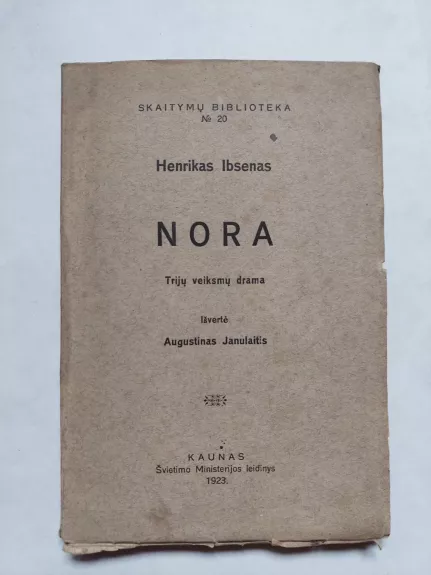 SKAITYMŲ BIBLIOTEKA
№ 20
Henrikas Ibsenas
NORA
Trijų veiksmų drama
Išvertė
Augustinas Janulaitis
KAUNAS
Švietimo Ministerijos leidinys
1923